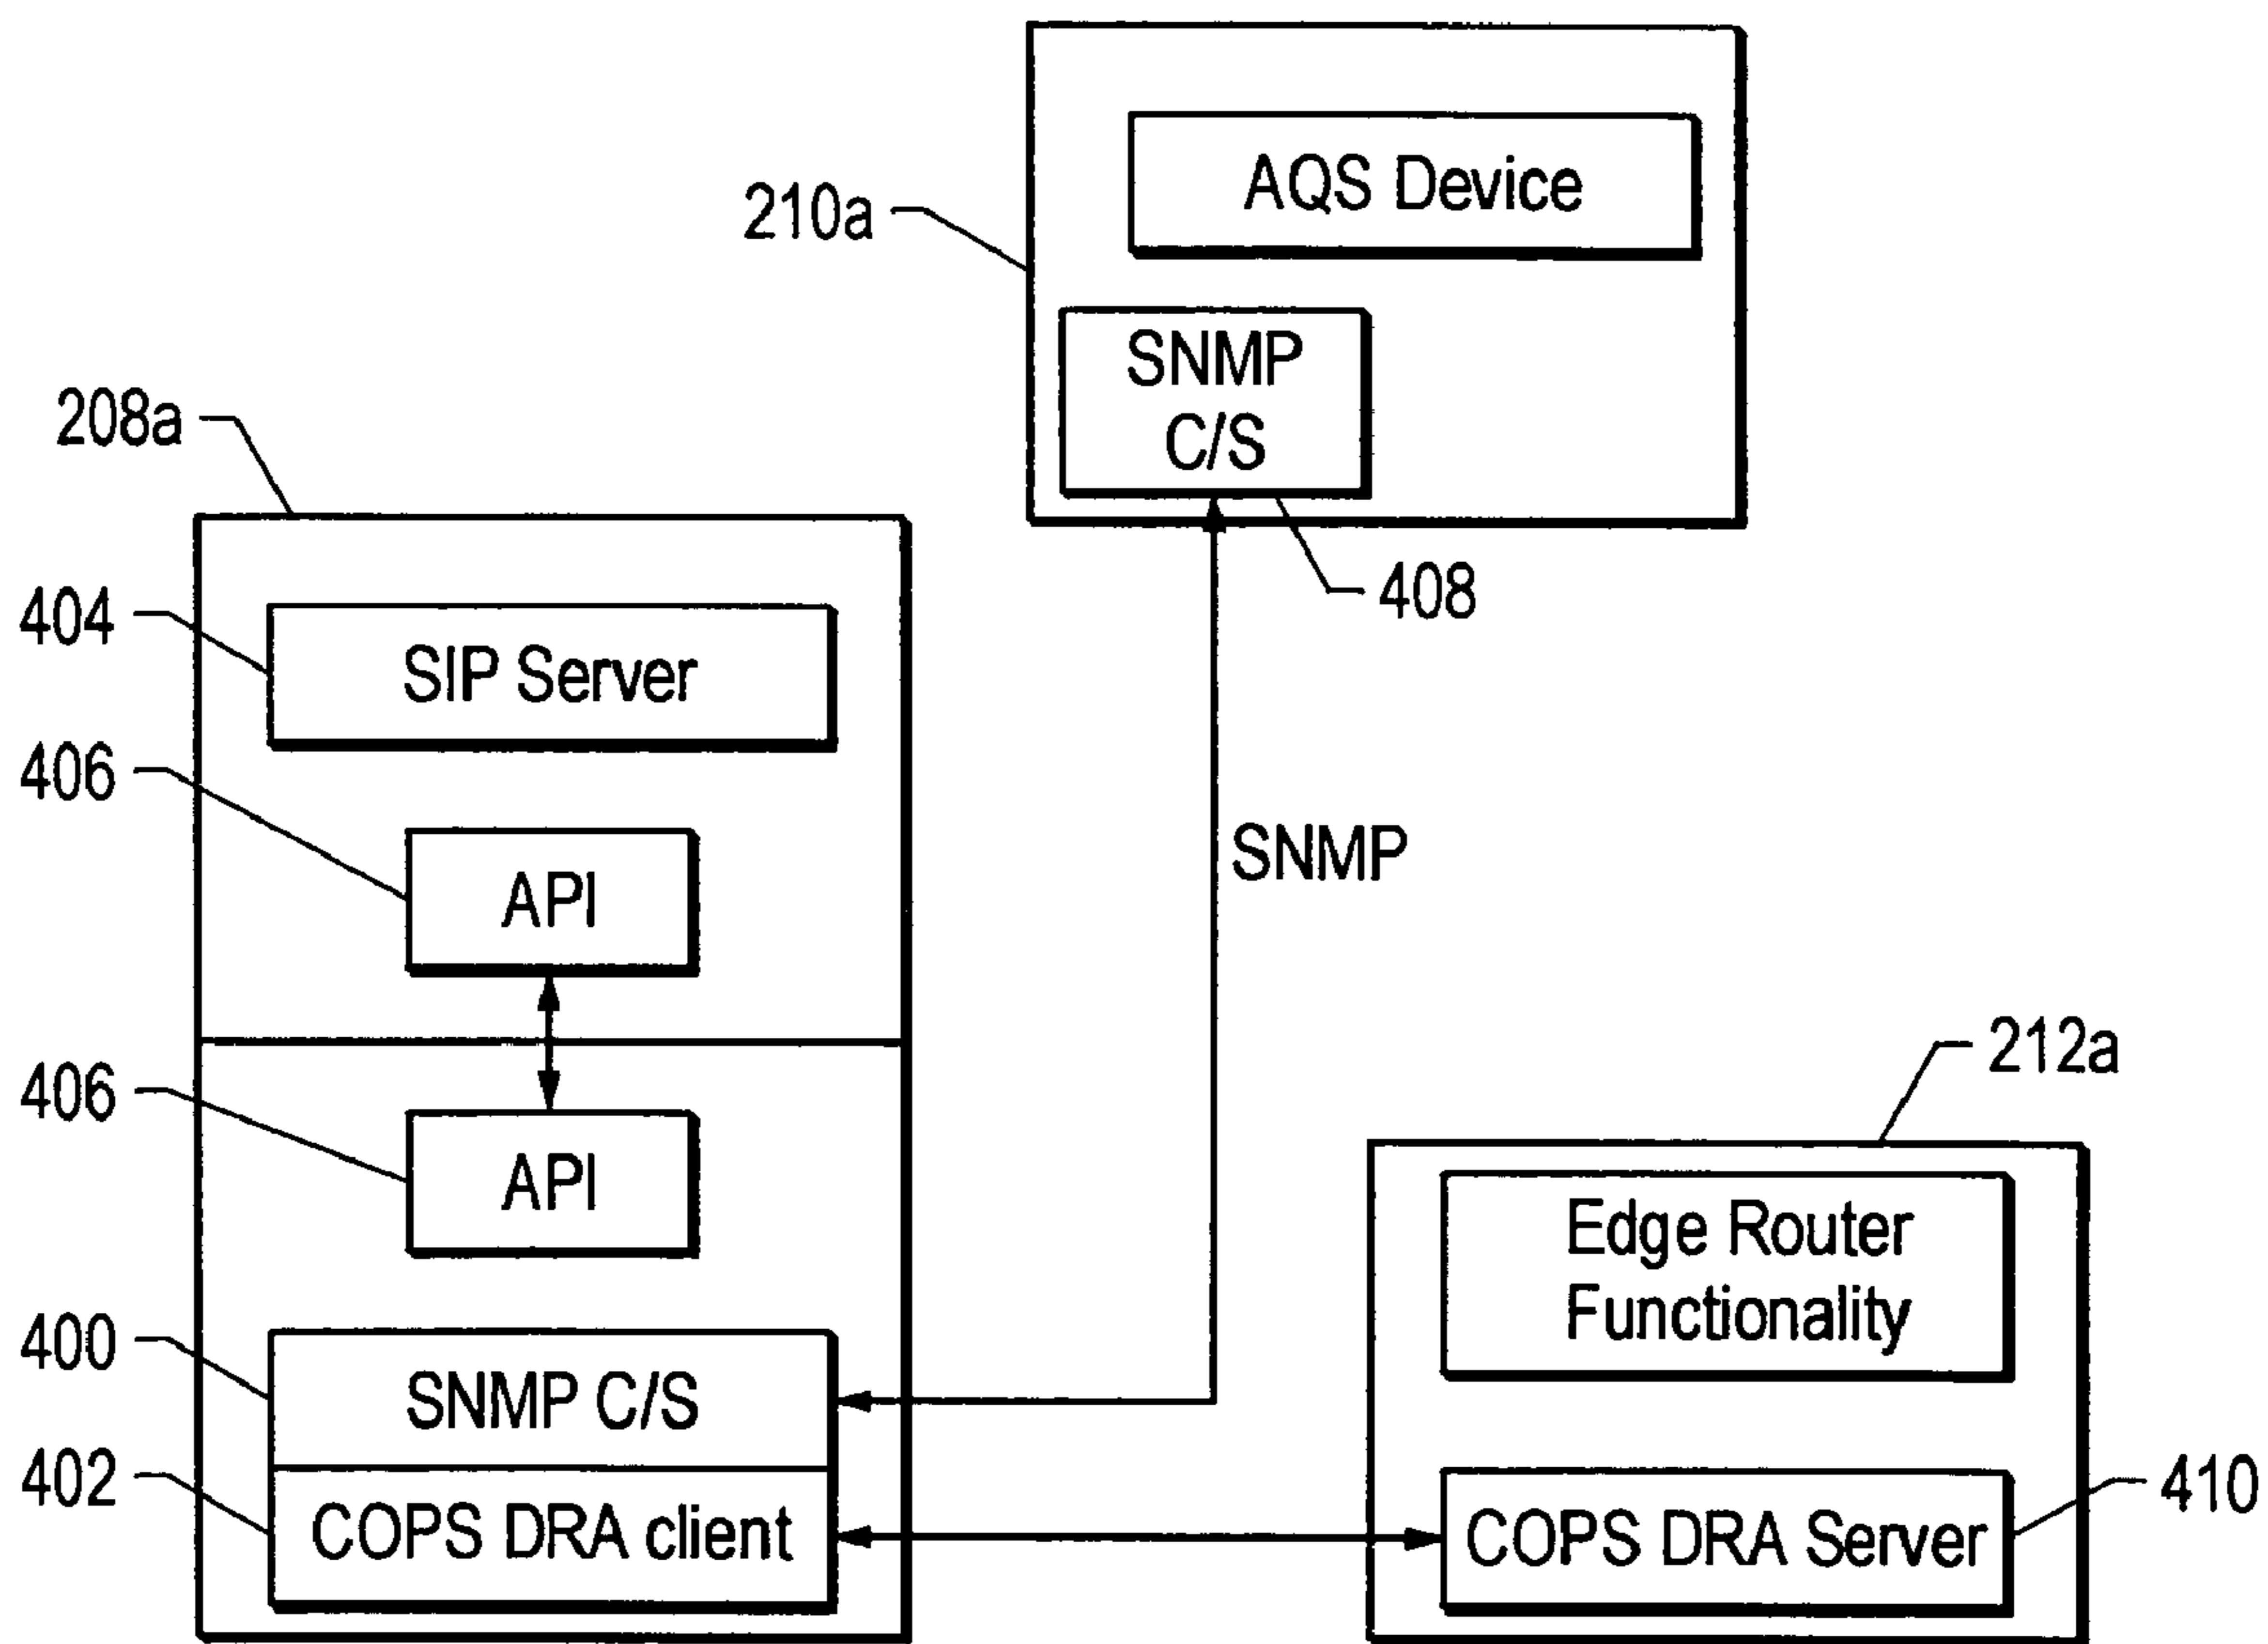 AQS Device
210a
SNMP
C/S
208a
408
404
SIP Server
406
API
SNMP
212a
406
API
Edge Router
Functionality
400
SNMP C/S
402
COPS DRA client
COPS DRA Server
410